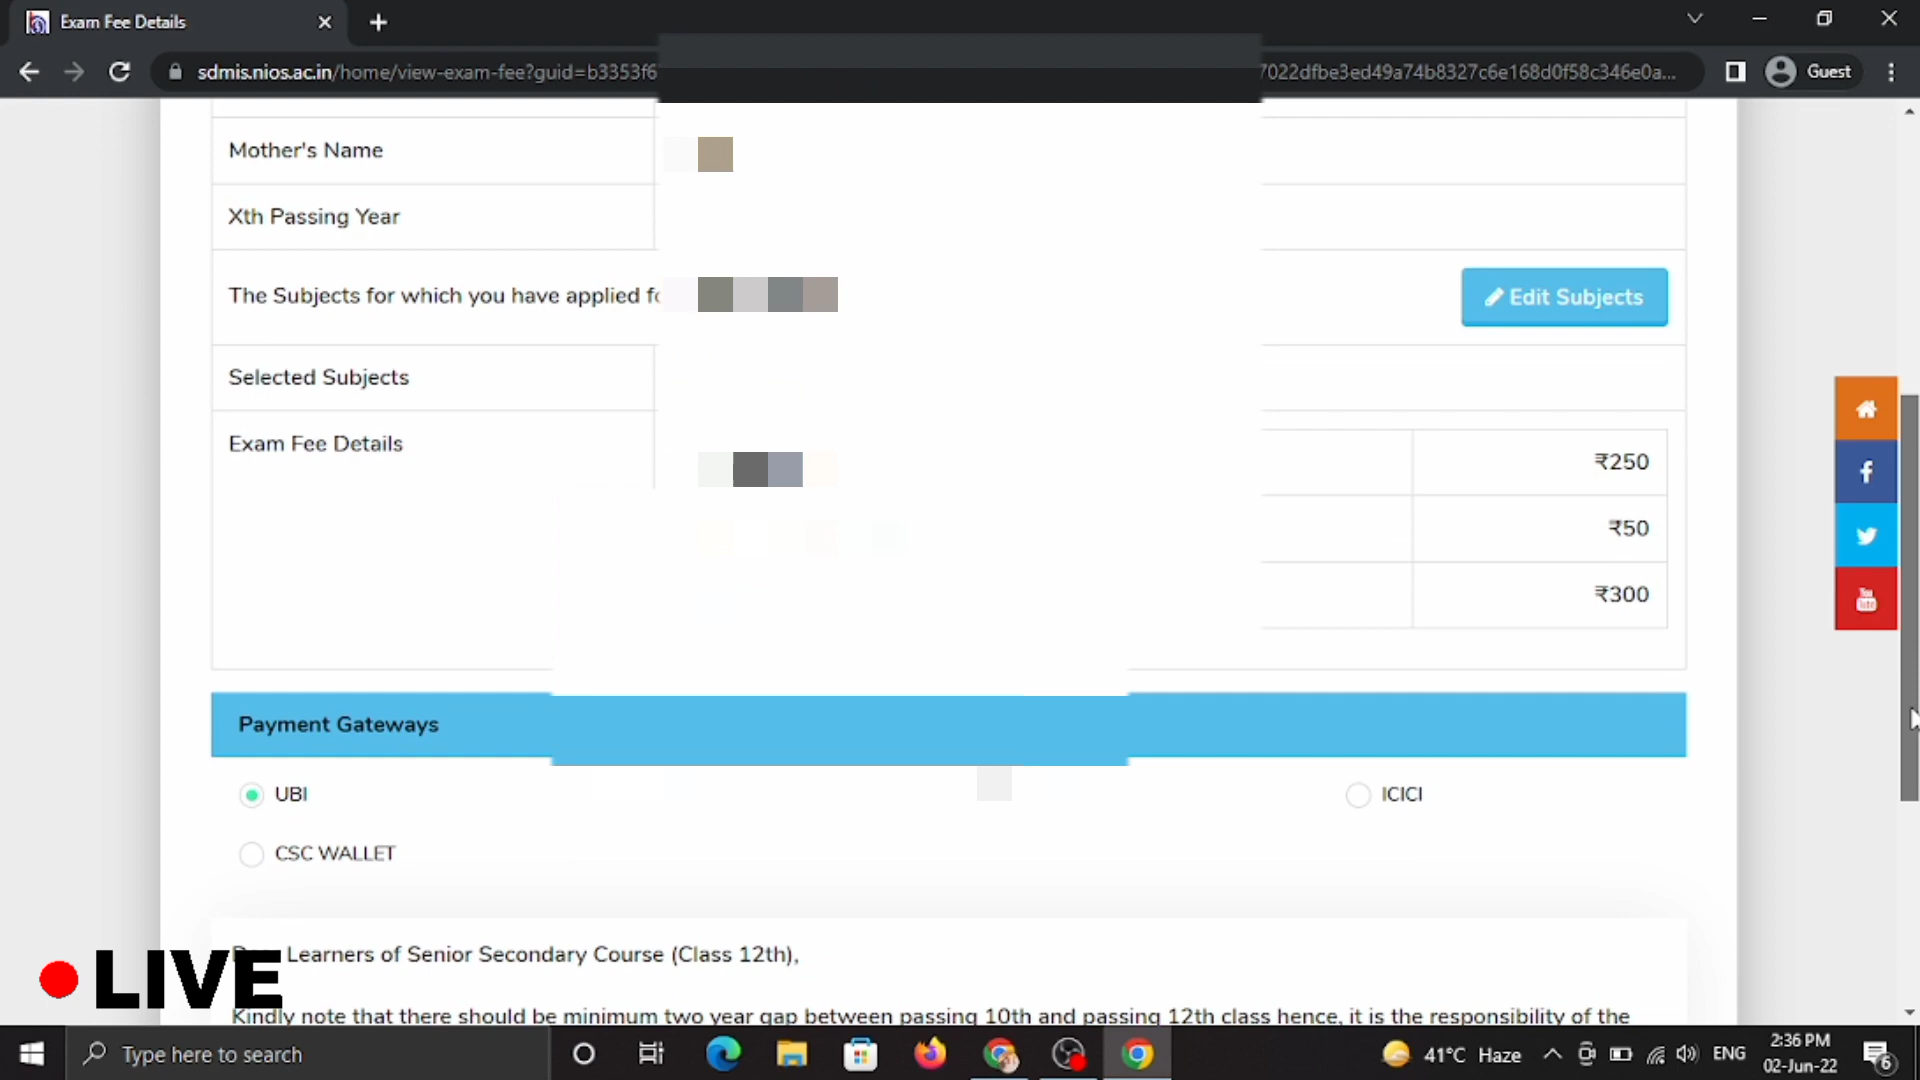 Exam Fee Details
sdmis.nios.ac.in/home/view-exam-fee?guid=b3353f6
7022dfbe3ed49a74b8327c6e168d0f58c346e0a...
Guest
Mother's Name
Xth Passing Year
The Subjects for which you have applied
Edit Subjects
Selected Subjects
Exam Fee Details
₹250
₹50
₹300
Payment Gateways
UBI
ICICI
CSC WALLET
Learners of Senior Secondary Course (Class 12th),
LIVE
Kindly note that there should be minimum two year gap between passing 10th and passing 12th class hence, it is the responsibility of the
Type here to search
41°C Haze
ENG
2:36 PM
02-Jun-22
6